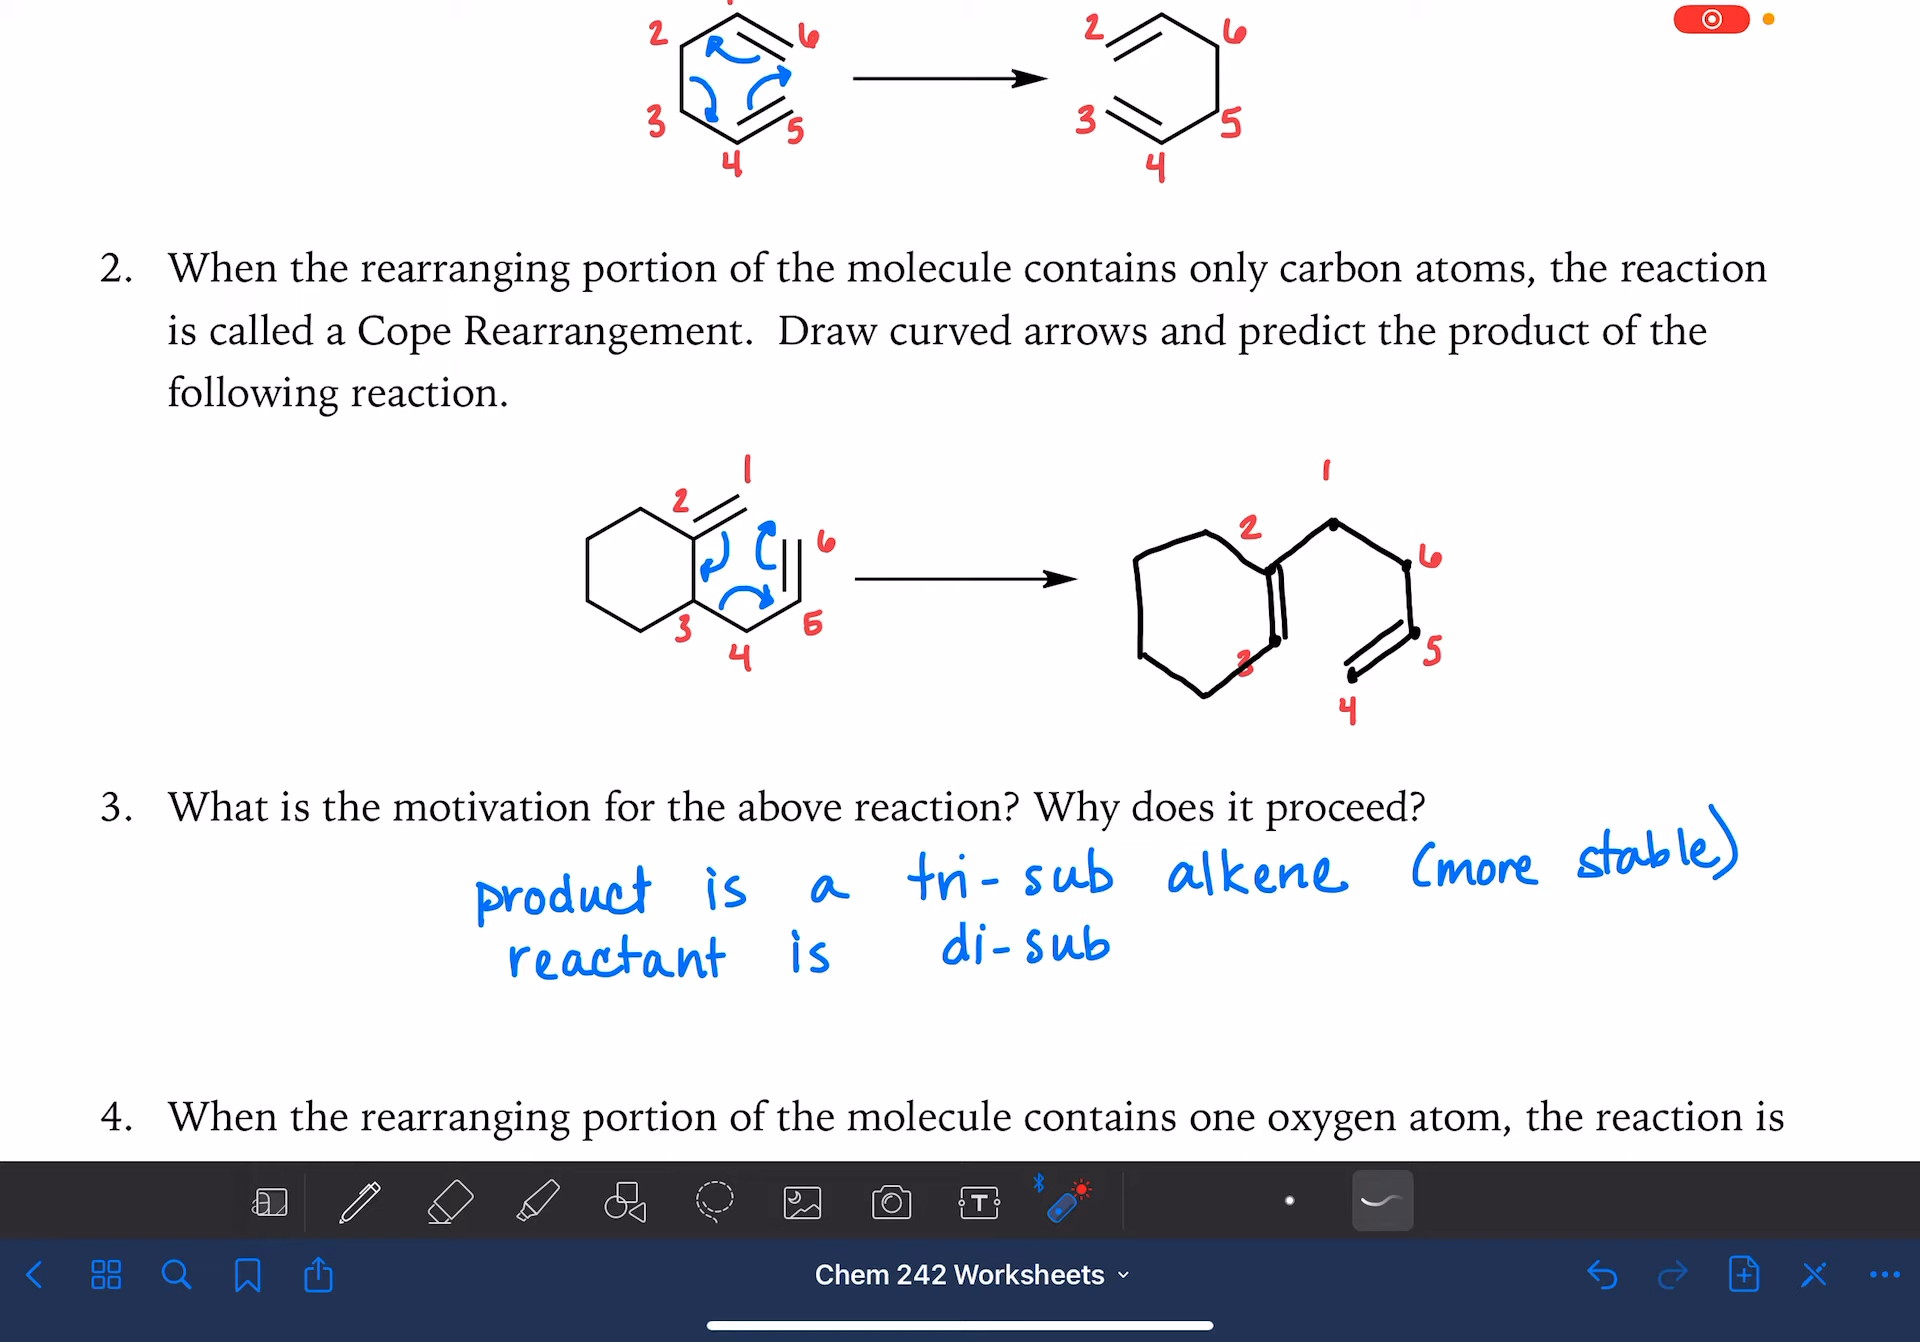 2 6
3 5
4
2 6
3 5
4
2. When the rearranging portion of the molecule contains only carbon atoms, the reaction
is called a Cope Rearrangement. Draw curved arrows and predict the product of the
following reaction.
1
2
6
3 5
4
1
2
6
3 5
4
3. What is the motivation for the above reaction? Why does it proceed?
product is a tri-sub alkene (more stable)
reactant is di-sub
4. When the rearranging portion of the molecule contains one oxygen atom, the reaction is
a
T
Chem 242 Worksheets